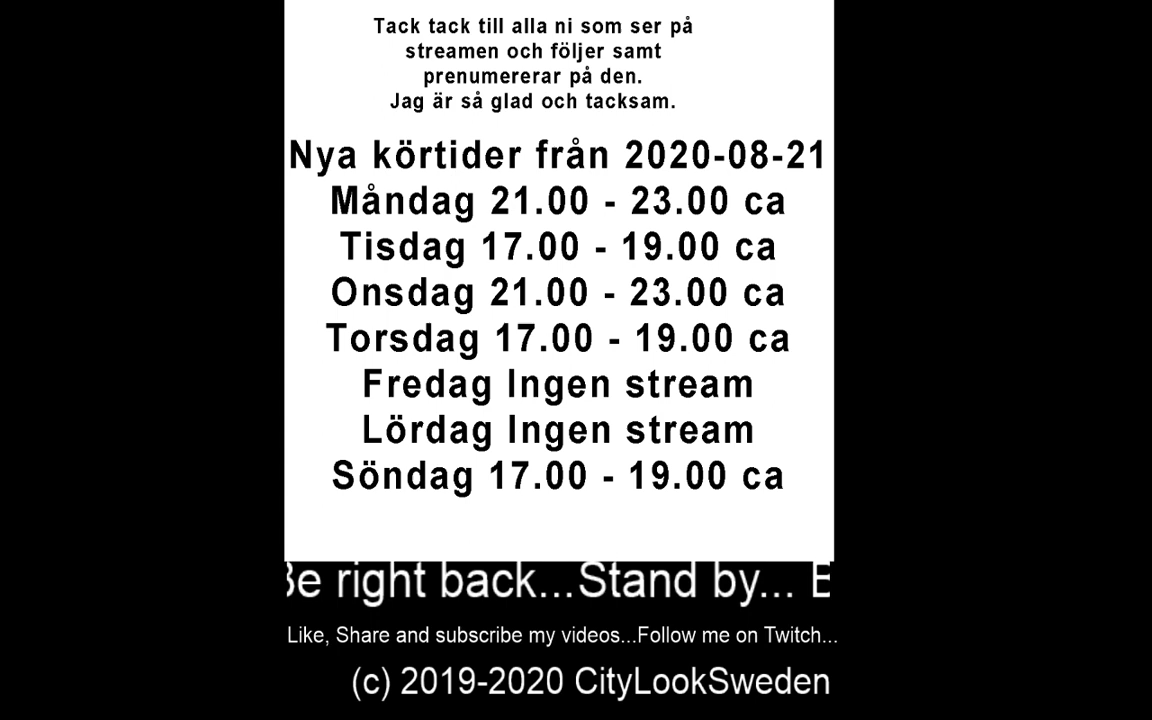 Tack tack till alla ni som ser på
streamen och följer samt
prenumererar på den.
Jag är så glad och tacksam.
Nya körtider från 2020-08-21
Måndag 21.00 - 23.00 ca
Tisdag 17.00 - 19.00 ca
Onsdag 21.00 - 23.00 ca
Torsdag 17.00 - 19.00 ca
Fredag Ingen stream
Lördag Ingen stream
Söndag 17.00 - 19.00 ca
Be right back...Stand by...
Like, Share and subscribe my videos...Follow me on Twitch...
(c) 2019-2020 CityLookSweden